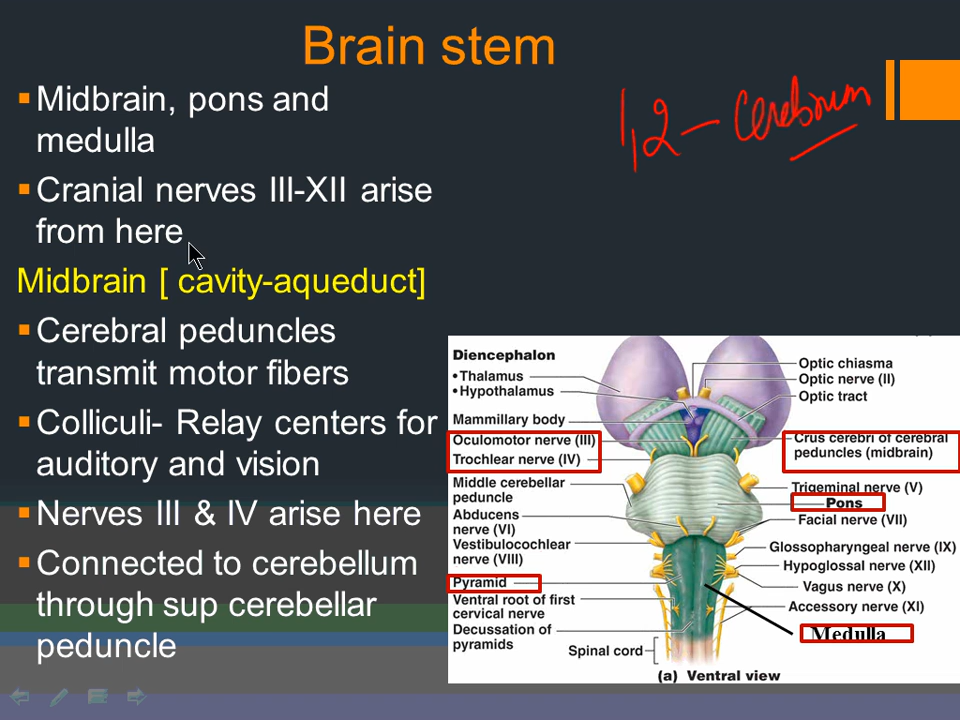 Brain stem
1,2 - Cerebrum
Midbrain, pons and
medulla
Cranial nerves III-XII arise
from here
Midbrain [ cavity-aqueduct]
Cerebral peduncles
transmit motor fibers
Colliculi- Relay centers for
auditory and vision
Nerves III & IV arise here
Connected to cerebellum
through sup cerebellar
peduncle
Diencephalon
•Thalamus
•Hypothalamus
Mammillary body
Oculomotor nerve (III)
Trochlear nerve (IV)
Middle cerebellar
peduncle
Abducens
nerve (VI)
Vestibulocochlear
nerve (VIII)
Pyramid
Ventral root of first
cervical nerve
Decussation of
pyramids
Spinal cord
Optic chiasma
Optic nerve (II)
Optic tract
Crus cerebri of cerebral
peduncles (midbrain)
Trigeminal nerve (V)
Pons
Facial nerve (VII)
Glossopharyngeal nerve (IX)
Hypoglossal nerve (XII)
Vagus nerve (X)
Accessory nerve (XI)
Medulla
(a) Ventral view